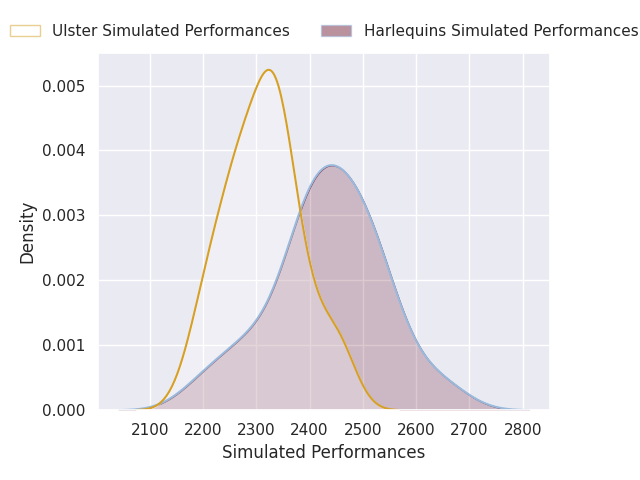 Ulster Simulated Performances
Harlequins Simulated Performances
0.005
0.004
0.003
0.002
0.001
0.000
Density
2100 2200 2300 2400 2500 2600 2700 2800
Simulated Performances